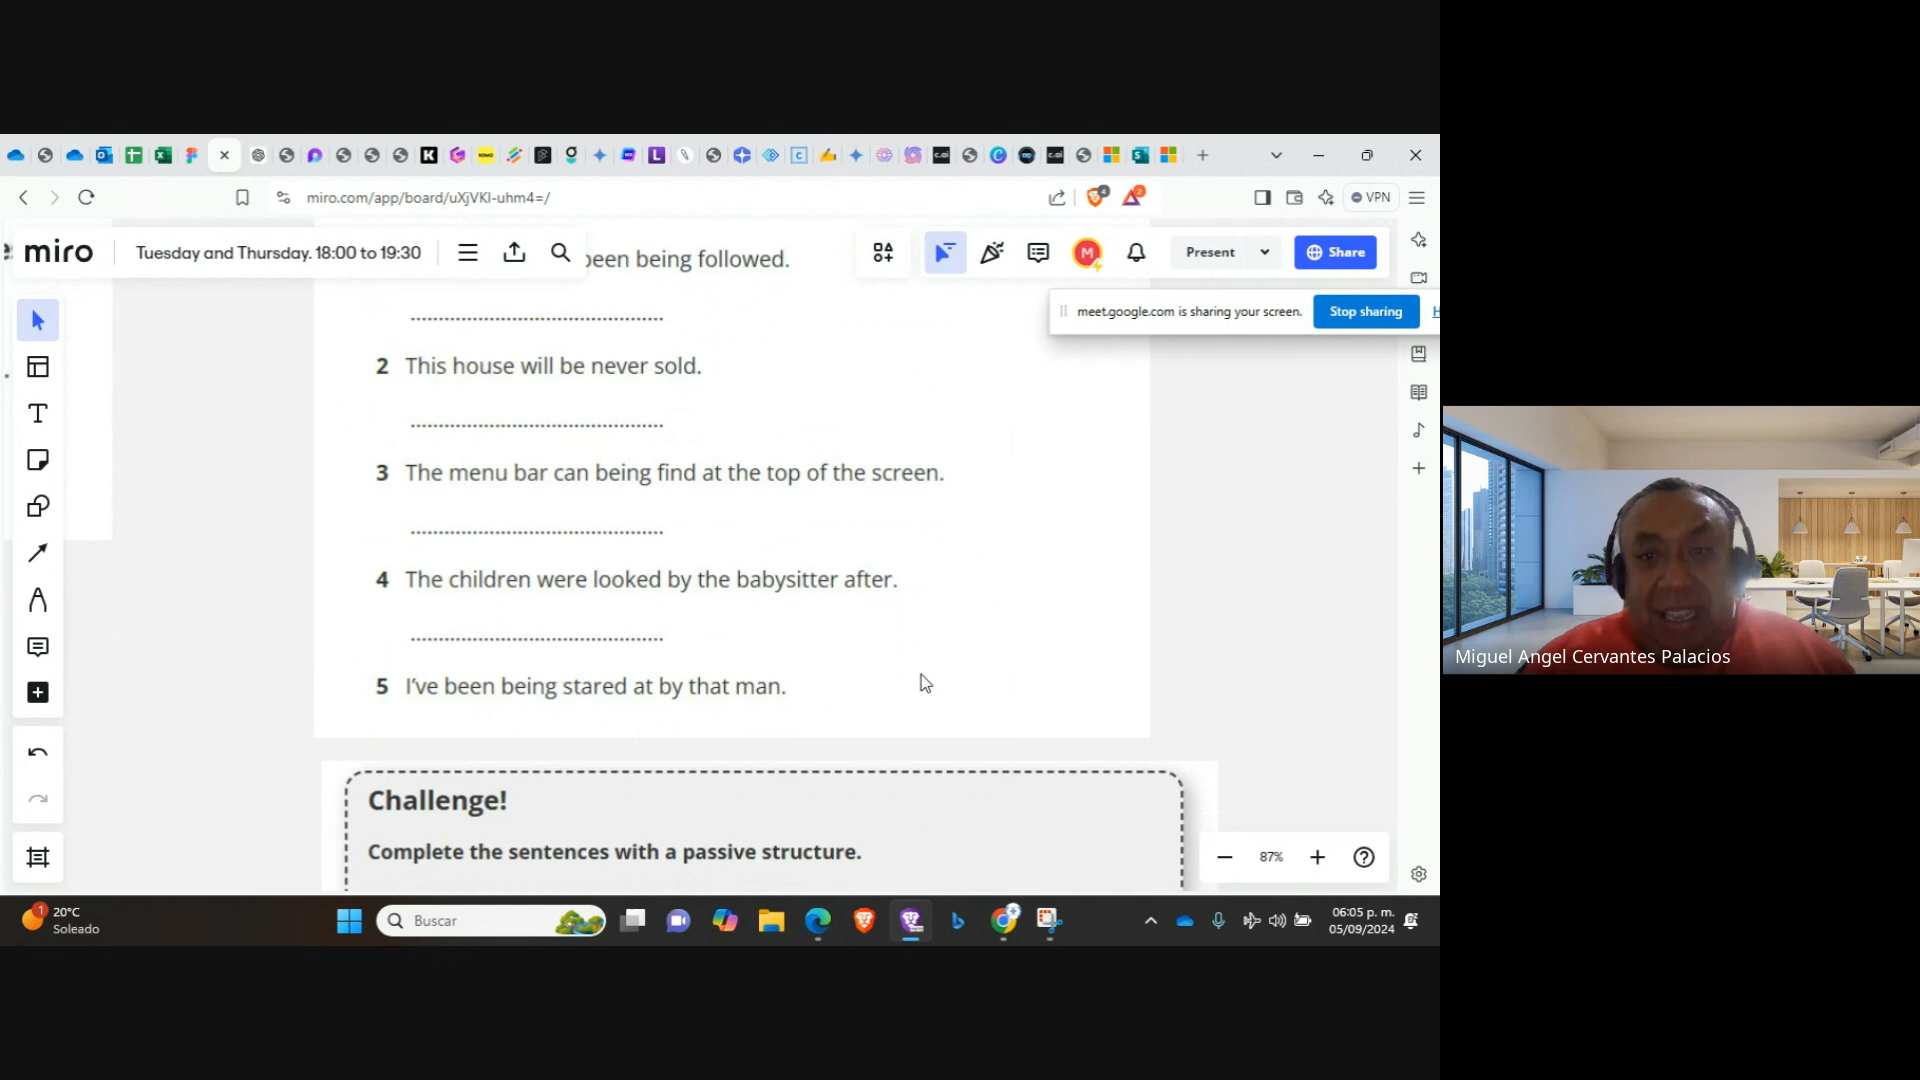 miro.com/app/board/uXjVKl-uhm4=/
VPN
miro
Tuesday and Thursday. 18:00 to 19:30
been being followed.
Present
Share
meet.google.com is sharing your screen.
Stop sharing
................................................
2 This house will be never sold.
................................................
3 The menu bar can being find at the top of the screen.
................................................
4 The children were looked by the babysitter after.
................................................
5 I've been being stared at by that man.
Challenge!
Complete the sentences with a passive structure.
87%
Miguel Angel Cervantes Palacios
20°C
Soleado
Buscar
06:05 p. m.
05/09/2024